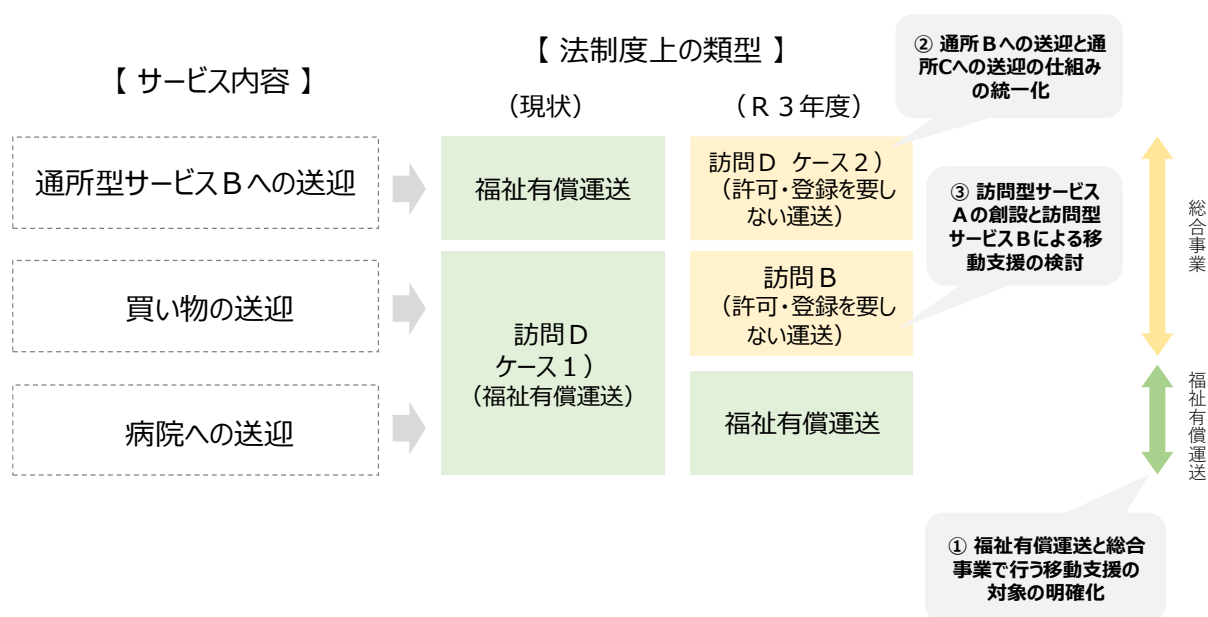 【 サービス内容 】
【 法制度上の類型 】
（現状）
（Ｒ３年度）
② 通所Ｂへの送迎と通
所Cへの送迎の仕組み
の統一化
通所型サービスＢへの送迎
福祉有償運送
訪問Ｄ ケース２）
（許可・登録を要し
ない運送）
③ 訪問型サービス
Ａの創設と訪問型
サービスＢによる移
動支援の検討
総合事業
買い物の送迎
訪問Ｄ
ケース１）
（福祉有償運送）
訪問Ｂ
（許可・登録を要し
ない運送）
病院への送迎
福祉有償運送
福祉有償運送
① 福祉有償運送と総合
事業で行う移動支援の
対象の明確化